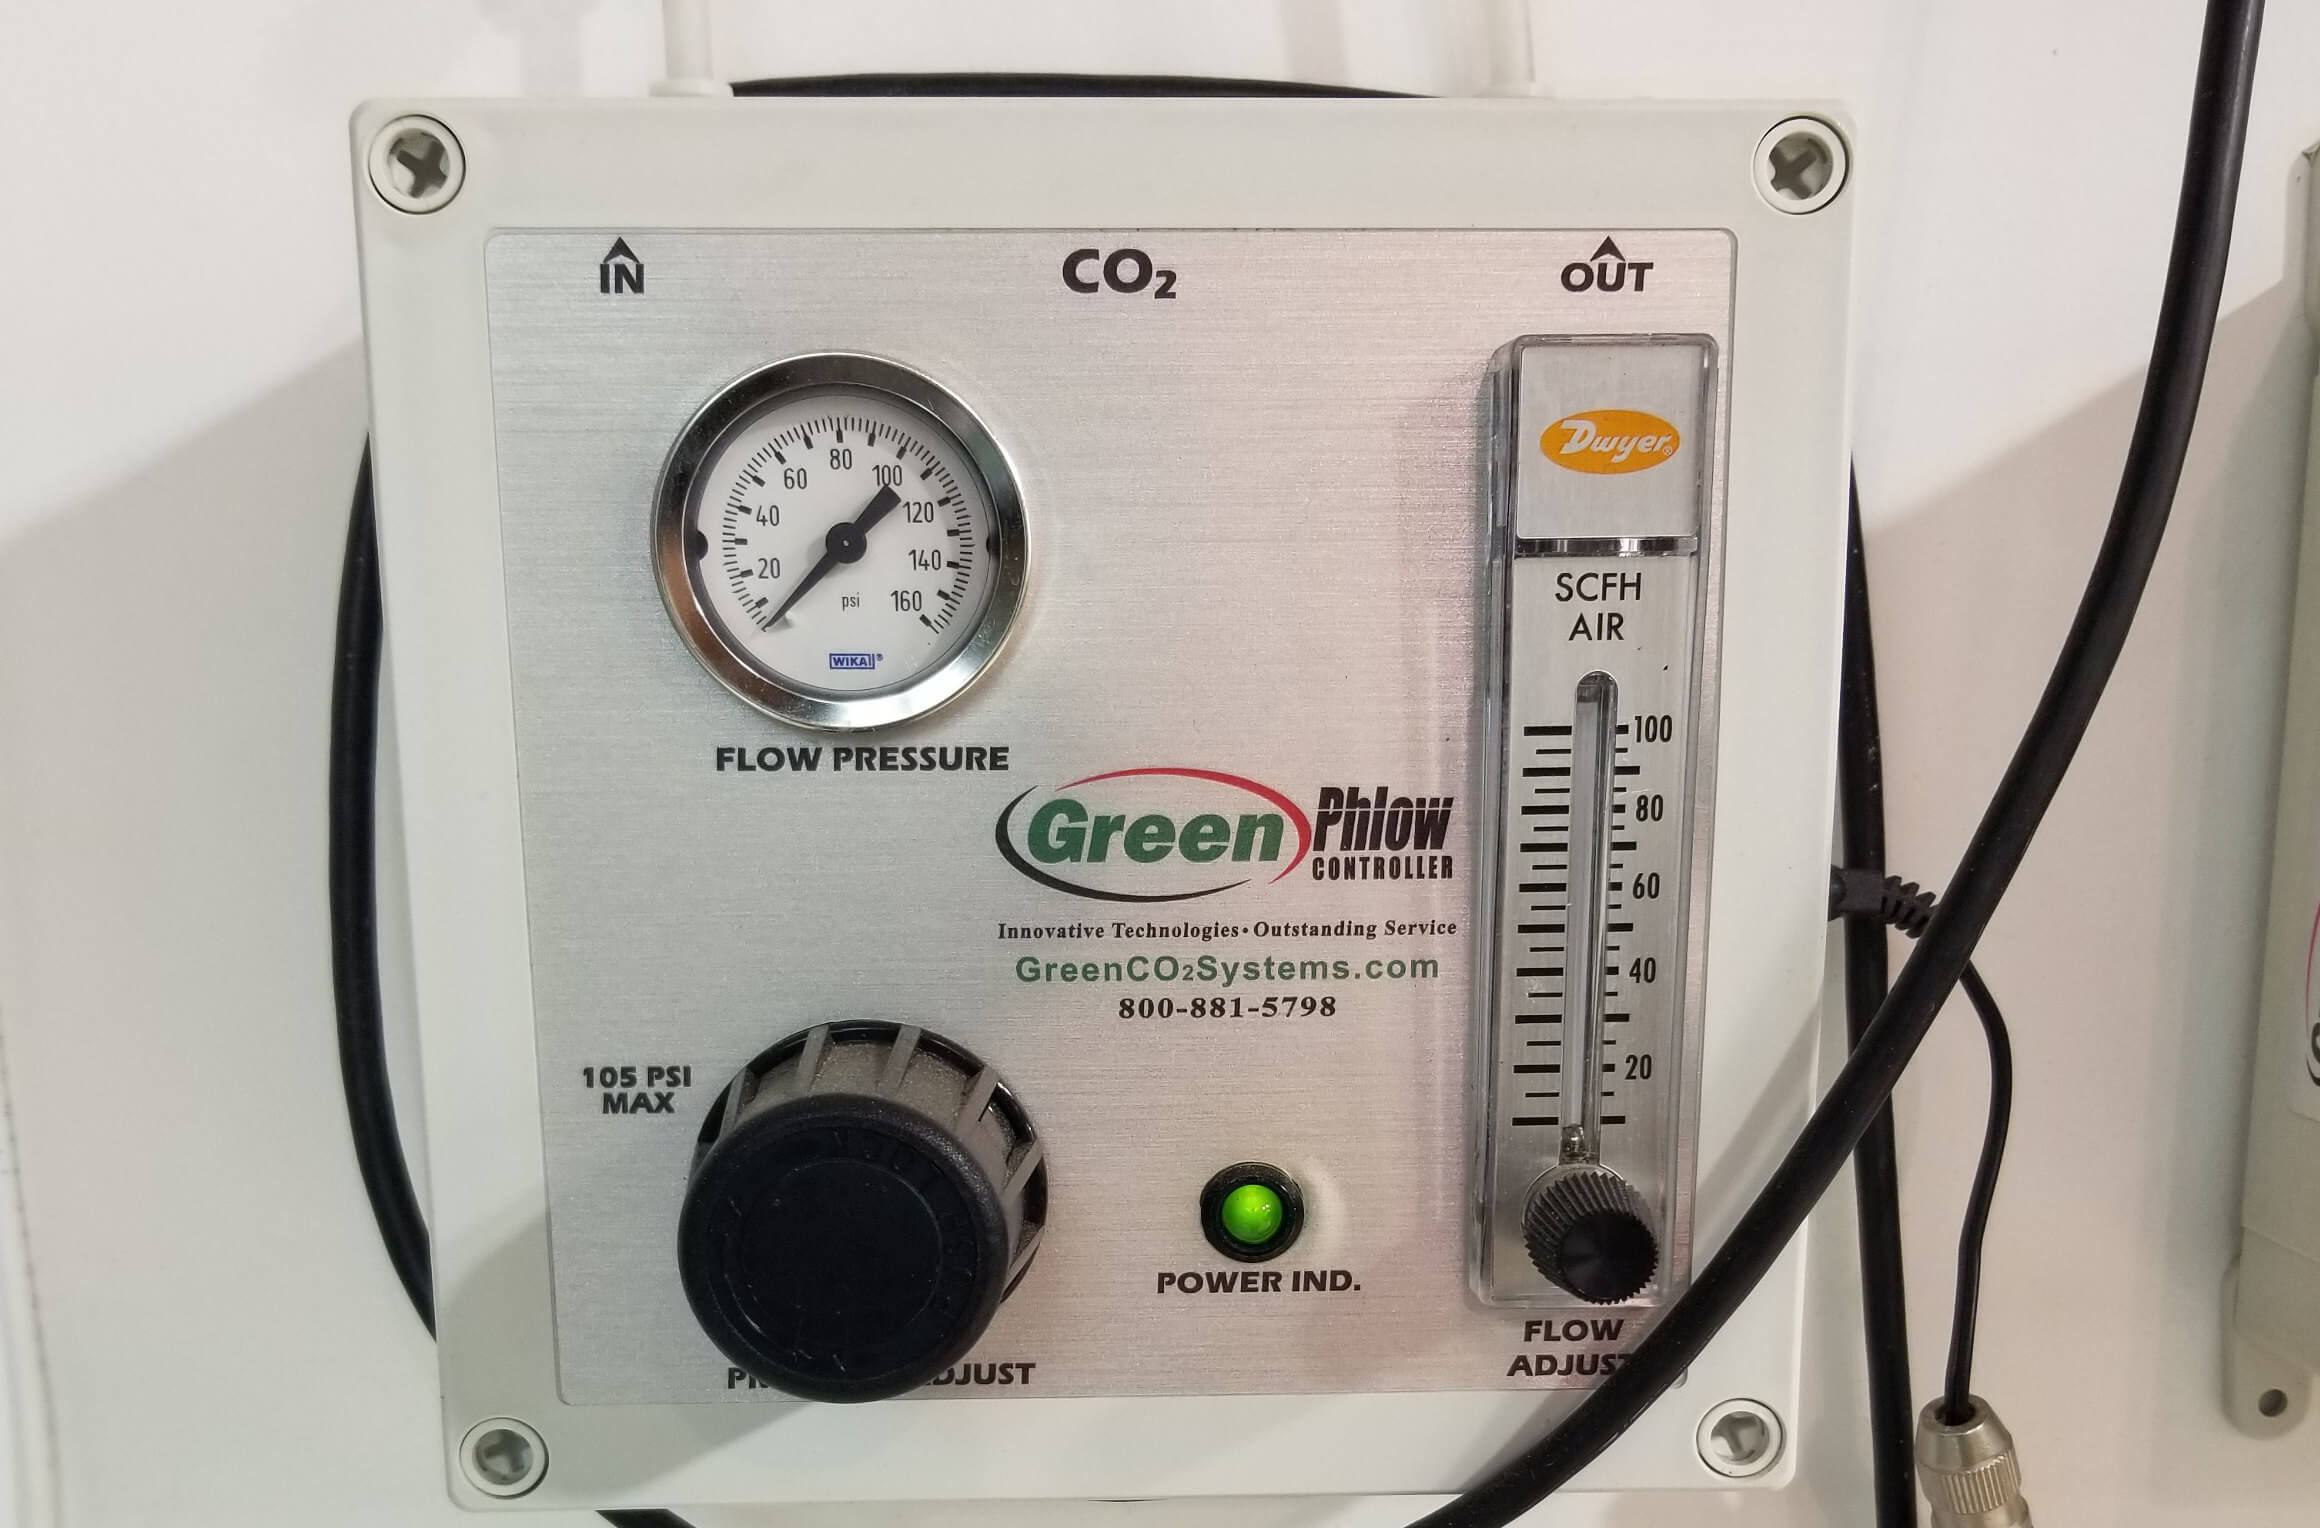 IN
CO₂
OUT
Dwyer®
SCFH
AIR
20
40
60
80
100
120
140
160
psi
WIKA®
FLOW PRESSURE
100
80
60
40
20
Green Phlow
CONTROLLER
Innovative Technologies • Outstanding Service
GreenCO₂Systems.com
800-881-5798
105 PSI
MAX
POWER IND.
ADJUST
FLOW
ADJUST